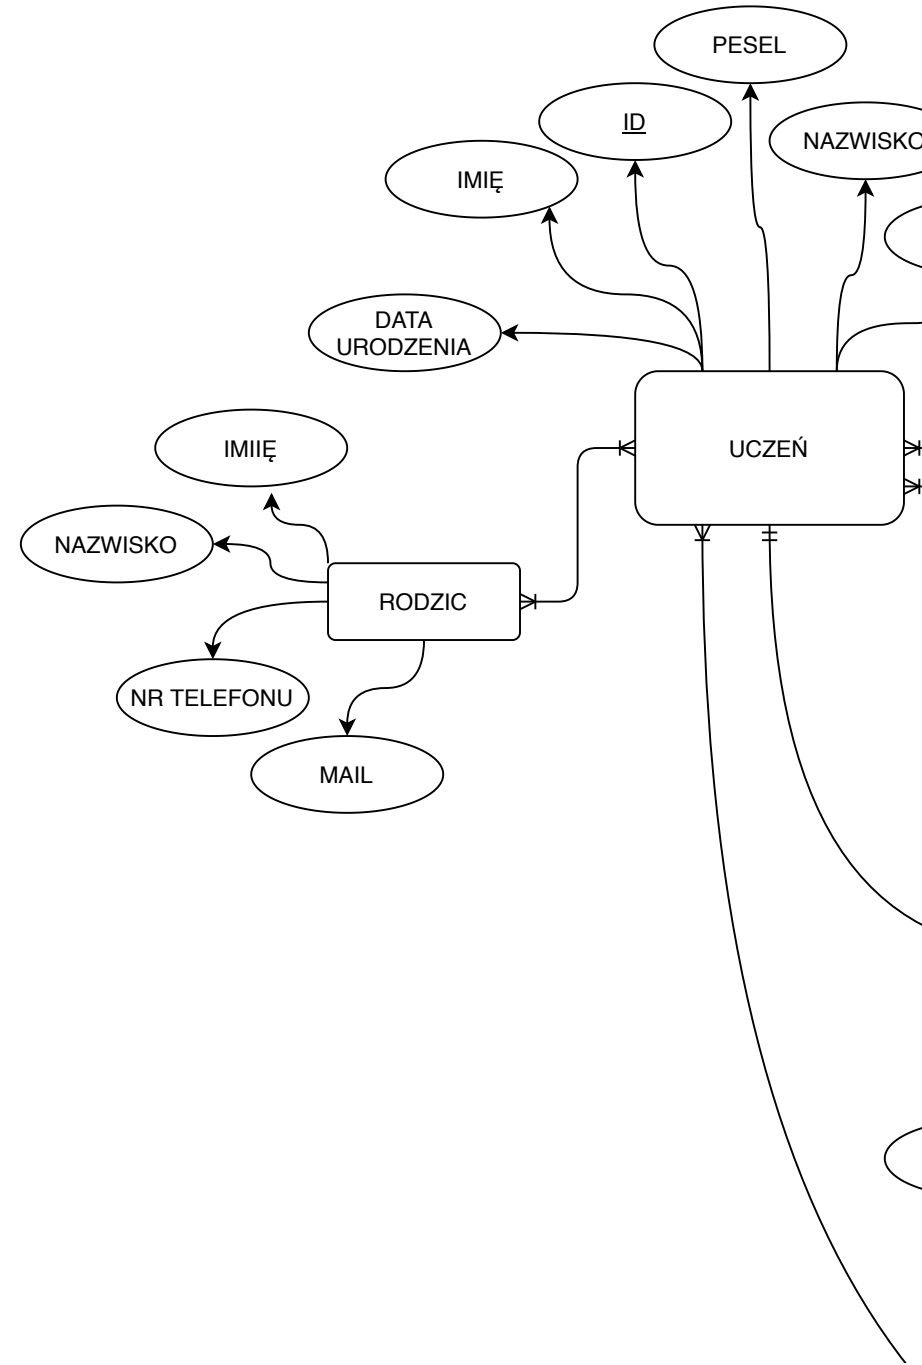 PESEL
ID
NAZWISKO
IMIĘ
DATA
URODZENIA
IMIIĘ
UCZEŃ
NAZWISKO
RODZIC
NR TELEFONU
MAIL